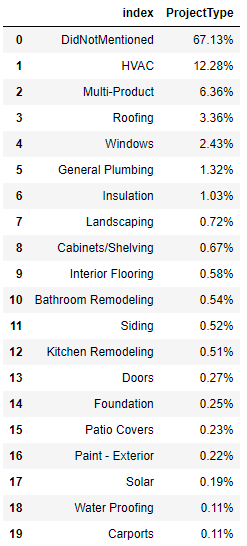 index ProjectType
0 DidNotMentioned 67.13%
1 HVAC 12.28%
2 Multi-Product 6.36%
3 Roofing 3.36%
4 Windows 2.43%
5 General Plumbing 1.32%
6 Insulation 1.03%
7 Landscaping 0.72%
8 Cabinets/Shelving 0.67%
9 Interior Flooring 0.58%
10 Bathroom Remodeling 0.54%
11 Siding 0.52%
12 Kitchen Remodeling 0.51%
13 Doors 0.27%
14 Foundation 0.25%
15 Patio Covers 0.23%
16 Paint - Exterior 0.22%
17 Solar 0.19%
18 Water Proofing 0.11%
19 Carports 0.11%